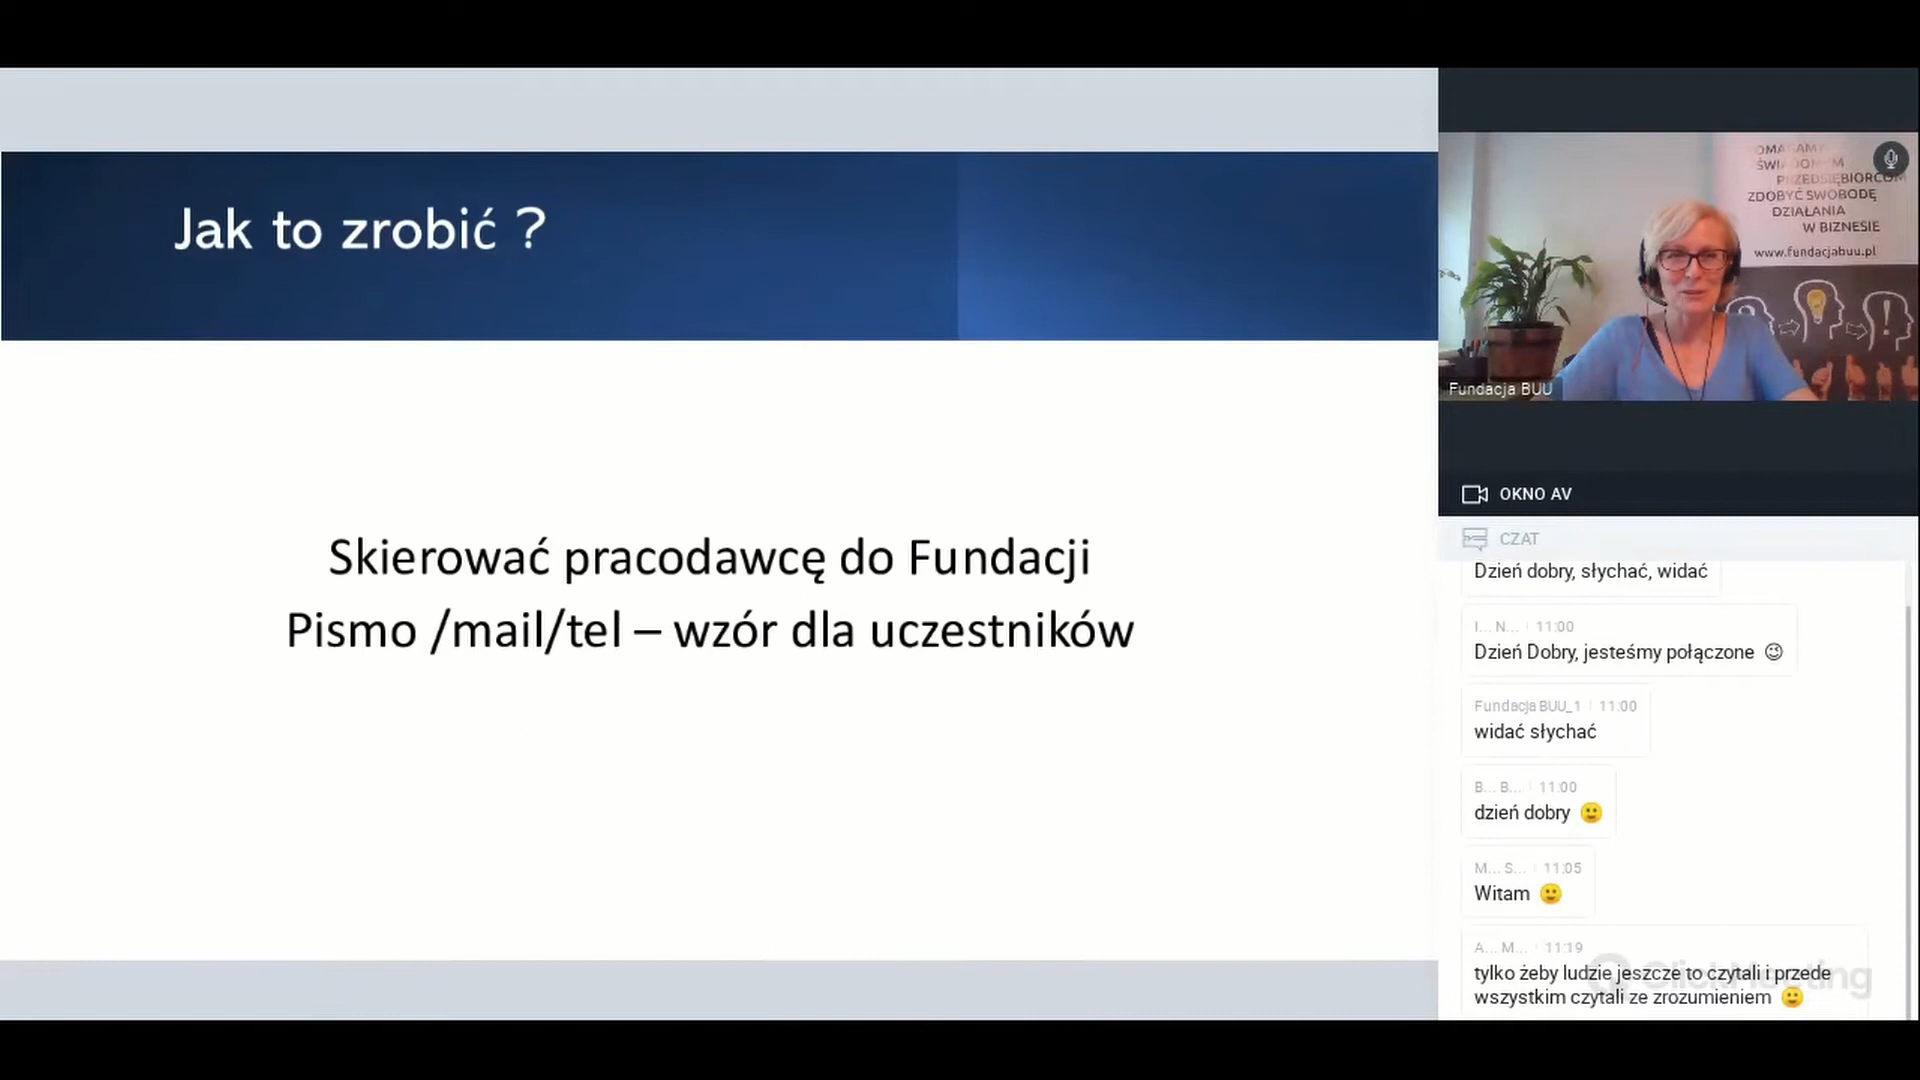 Jak to zrobić ?
Skierować pracodawcę do Fundacji
Pismo /mail/tel – wzór dla uczestników
ŚWIADOMYM
PRZEDSIĘBIORCOM
ZDOBYĆ SWOBODĘ
DZIAŁANIA
W BIZNESIE
www.fundacjabuu.pl
Fundacja BUU
OKNO AV
CZAT
Dzień dobry, słychać, widać
I... N... 11:00
Dzień Dobry, jesteśmy połączone ☺
Fundacja BUU_1 11:00
widać słychać
B... B... 11:00
dzień dobry 🙂
M... S... 11:05
Witam 🙂
A... M... 11:19
tylko żeby ludzie jeszcze to czytali i przede
wszystkim czytali ze zrozumieniem 🙂
ClickMeeting